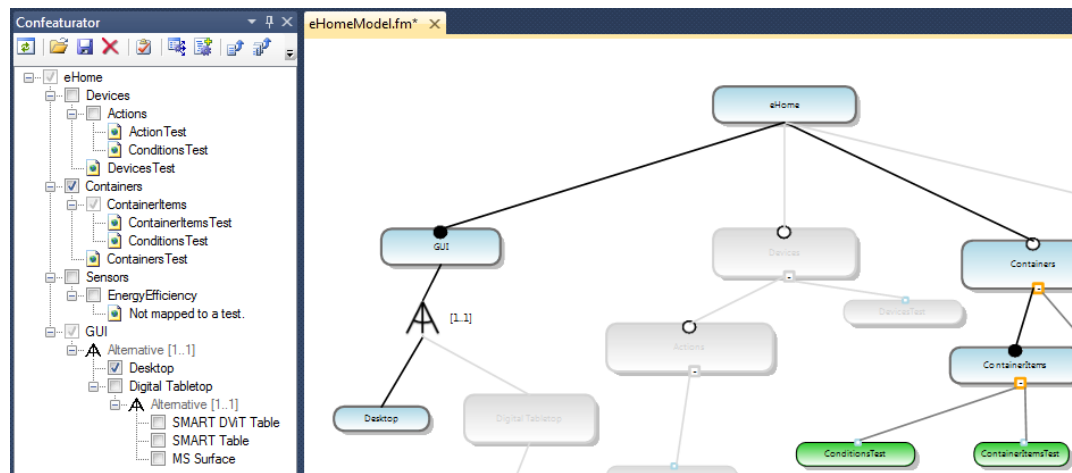 Confeaturator
eHomeModel.fm*
eHome
Devices
Actions
ActionTest
ConditionsTest
DevicesTest
Containers
ContainerItems
ContainerItemsTest
ConditionsTest
ContainersTest
Sensors
EnergyEfficiency
Not mapped to a test.
GUI
Alternative [1..1]
Desktop
Digital Tabletop
Alternative [1..1]
SMART DViT Table
SMART Table
MS Surface
eHome
GUI
Devices
Containers
[1..1]
DevicesTest
Actions
ContainerItems
Desktop
Digital Tabletop
ConditionsTest
ContainerItemsTest